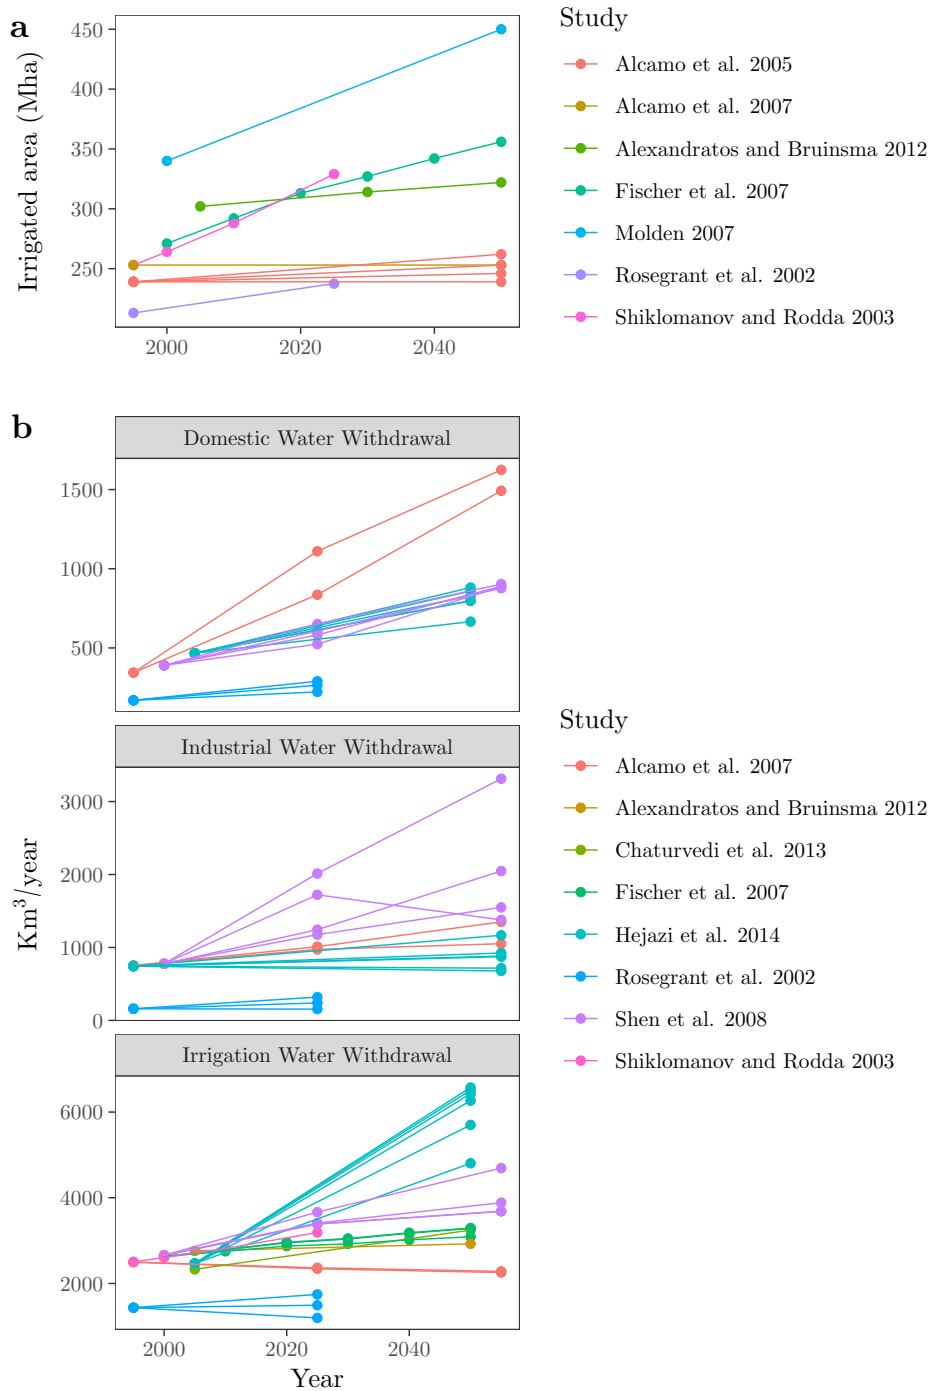 a
Irrigated area (Mha)
450
400
350
300
250
2000
2020
2040
Study
Alcamo et al. 2005
Alcamo et al. 2007
Alexandratos and Bruinsma 2012
Fischer et al. 2007
Molden 2007
Rosegrant et al. 2002
Shiklomanov and Rodda 2003
b
Km³/year
Domestic Water Withdrawal
1500
1000
500
Industrial Water Withdrawal
3000
2000
1000
0
Irrigation Water Withdrawal
6000
4000
2000
2000
2020
2040
Year
Study
Alcamo et al. 2007
Alexandratos and Bruinsma 2012
Chaturvedi et al. 2013
Fischer et al. 2007
Hejazi et al. 2014
Rosegrant et al. 2002
Shen et al. 2008
Shiklomanov and Rodda 2003